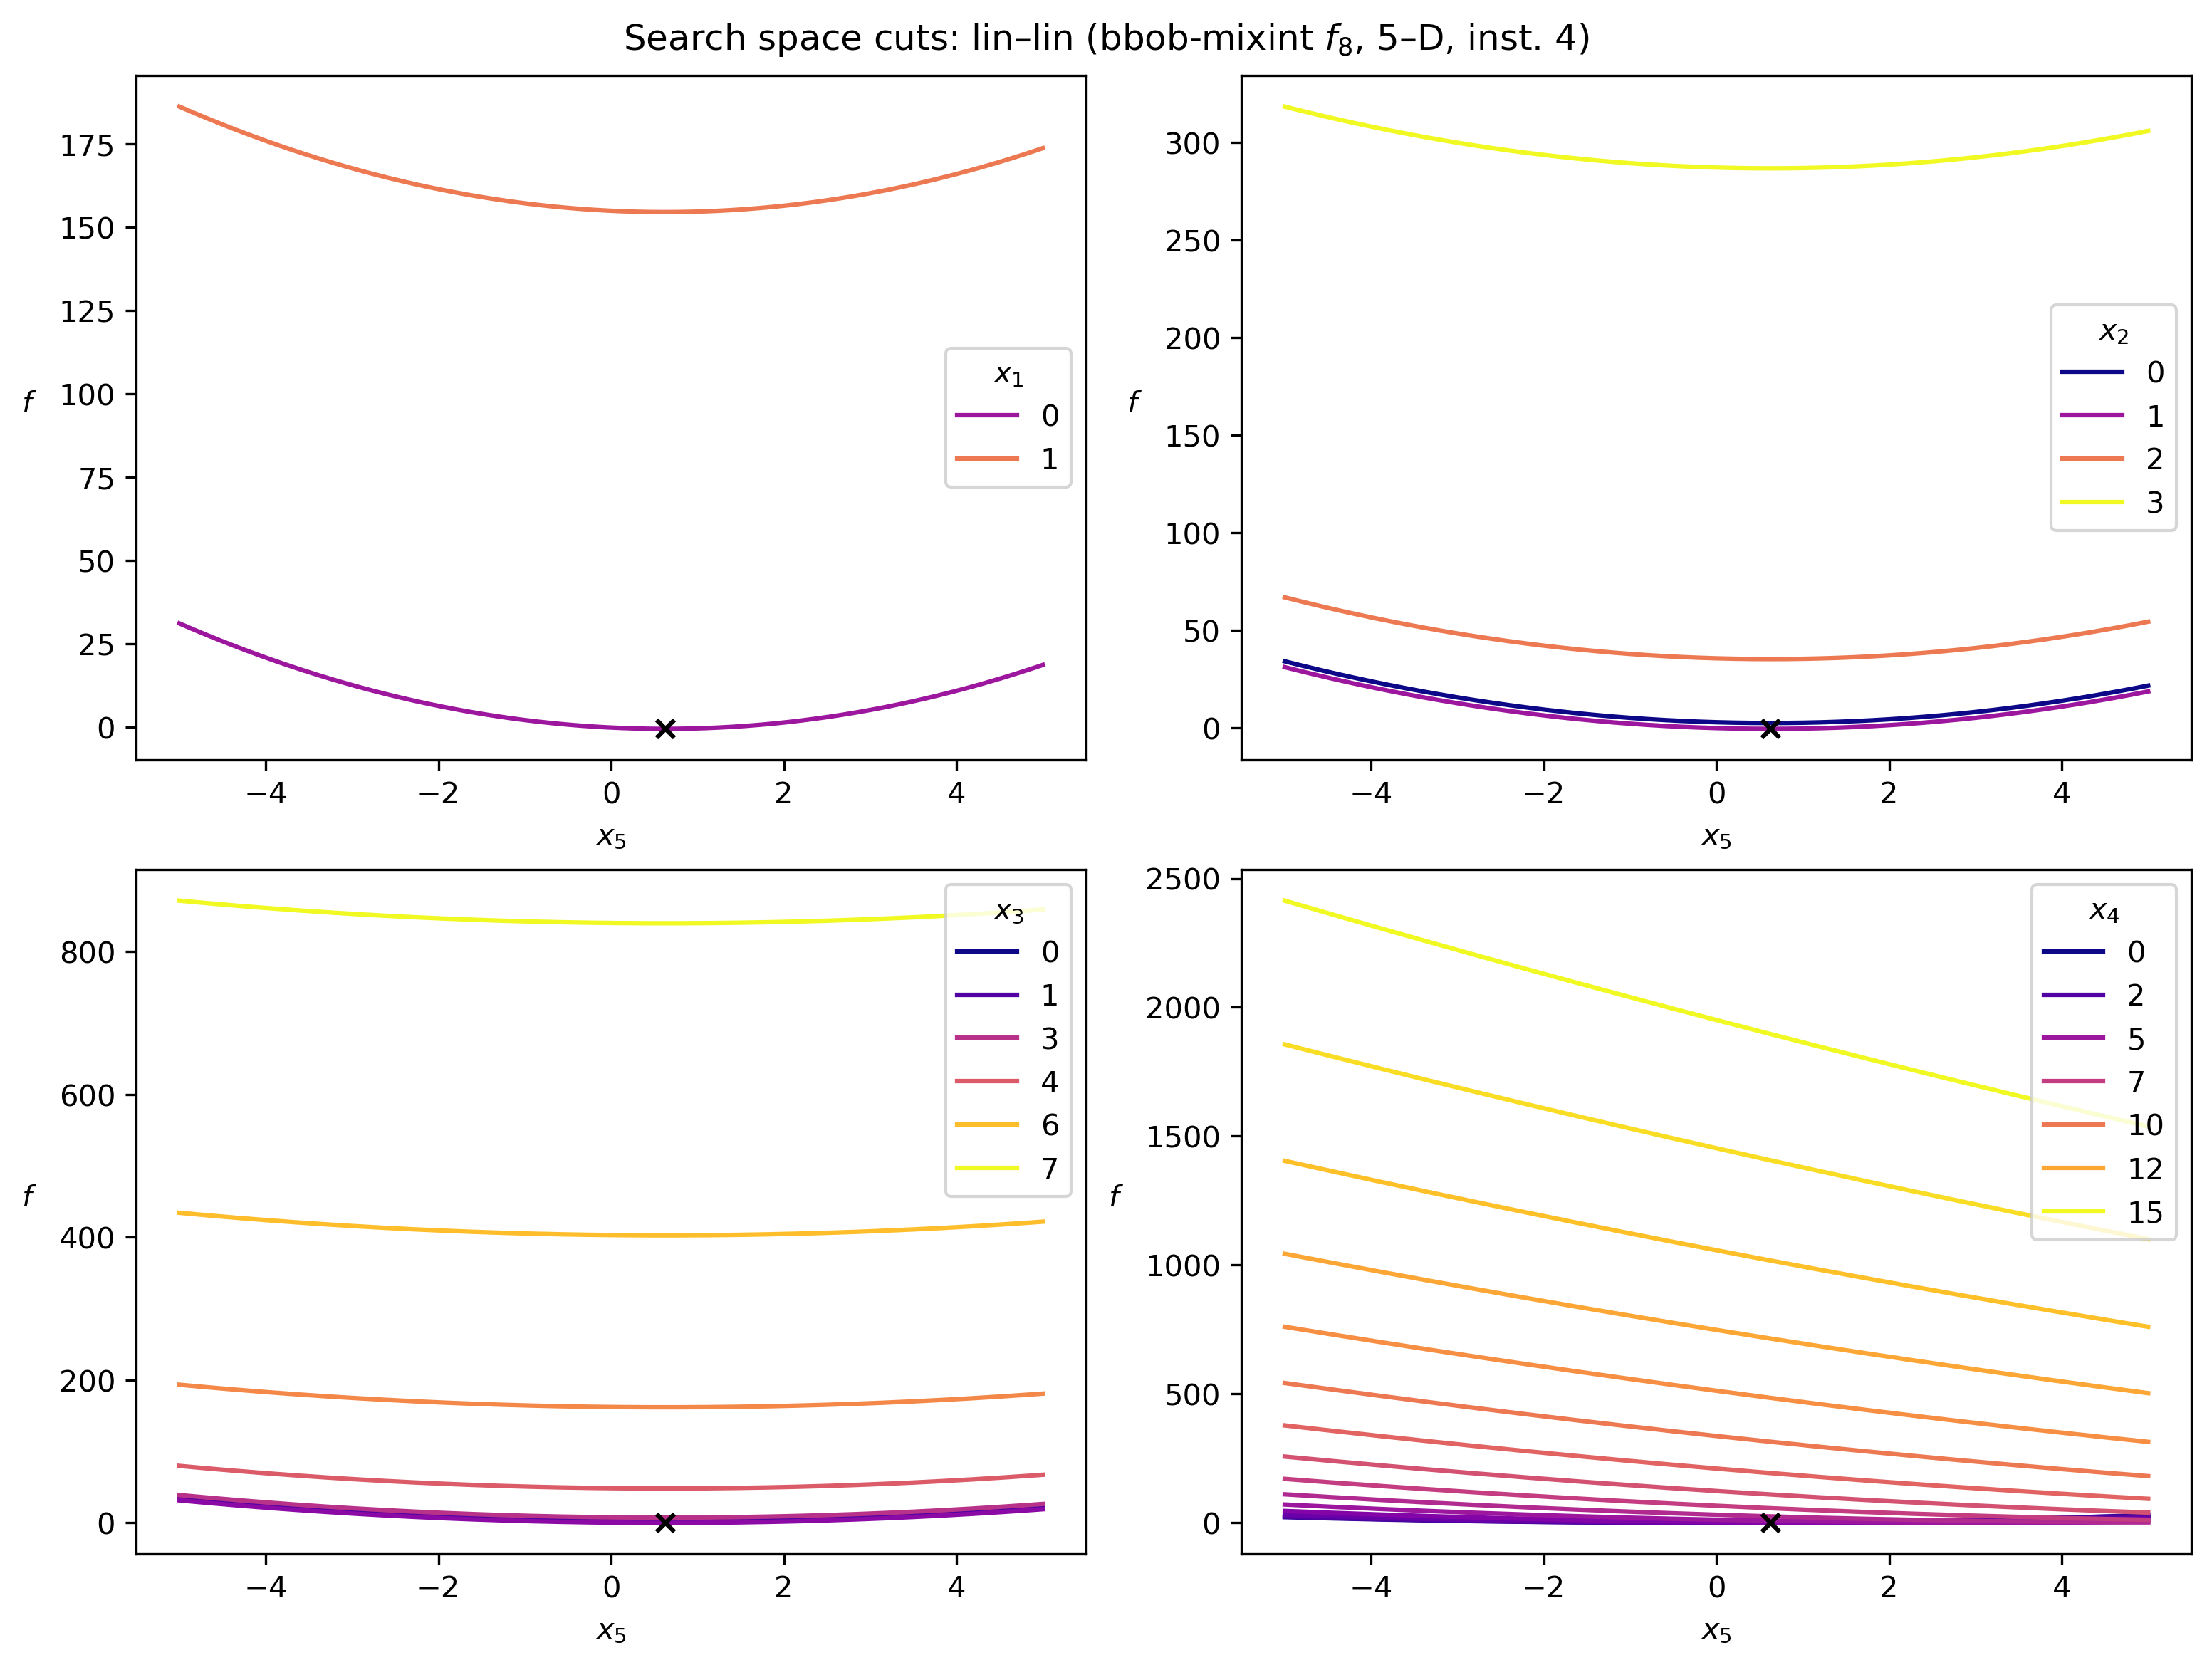 Search space cuts: lin–lin (bbob-mixint f₈, 5–D, inst. 4)
175
150
125
100
75
50
25
0
f
−4 −2 0 2 4
x₅
x₁
0
1
300
250
200
150
100
50
0
f
−4 −2 0 2 4
x₅
x₂
0
1
2
3
800
600
400
200
0
f
−4 −2 0 2 4
x₅
x₃
0
1
3
4
6
7
2500
2000
1500
1000
500
0
f
−4 −2 0 2 4
x₅
x₄
0
2
5
7
10
12
15